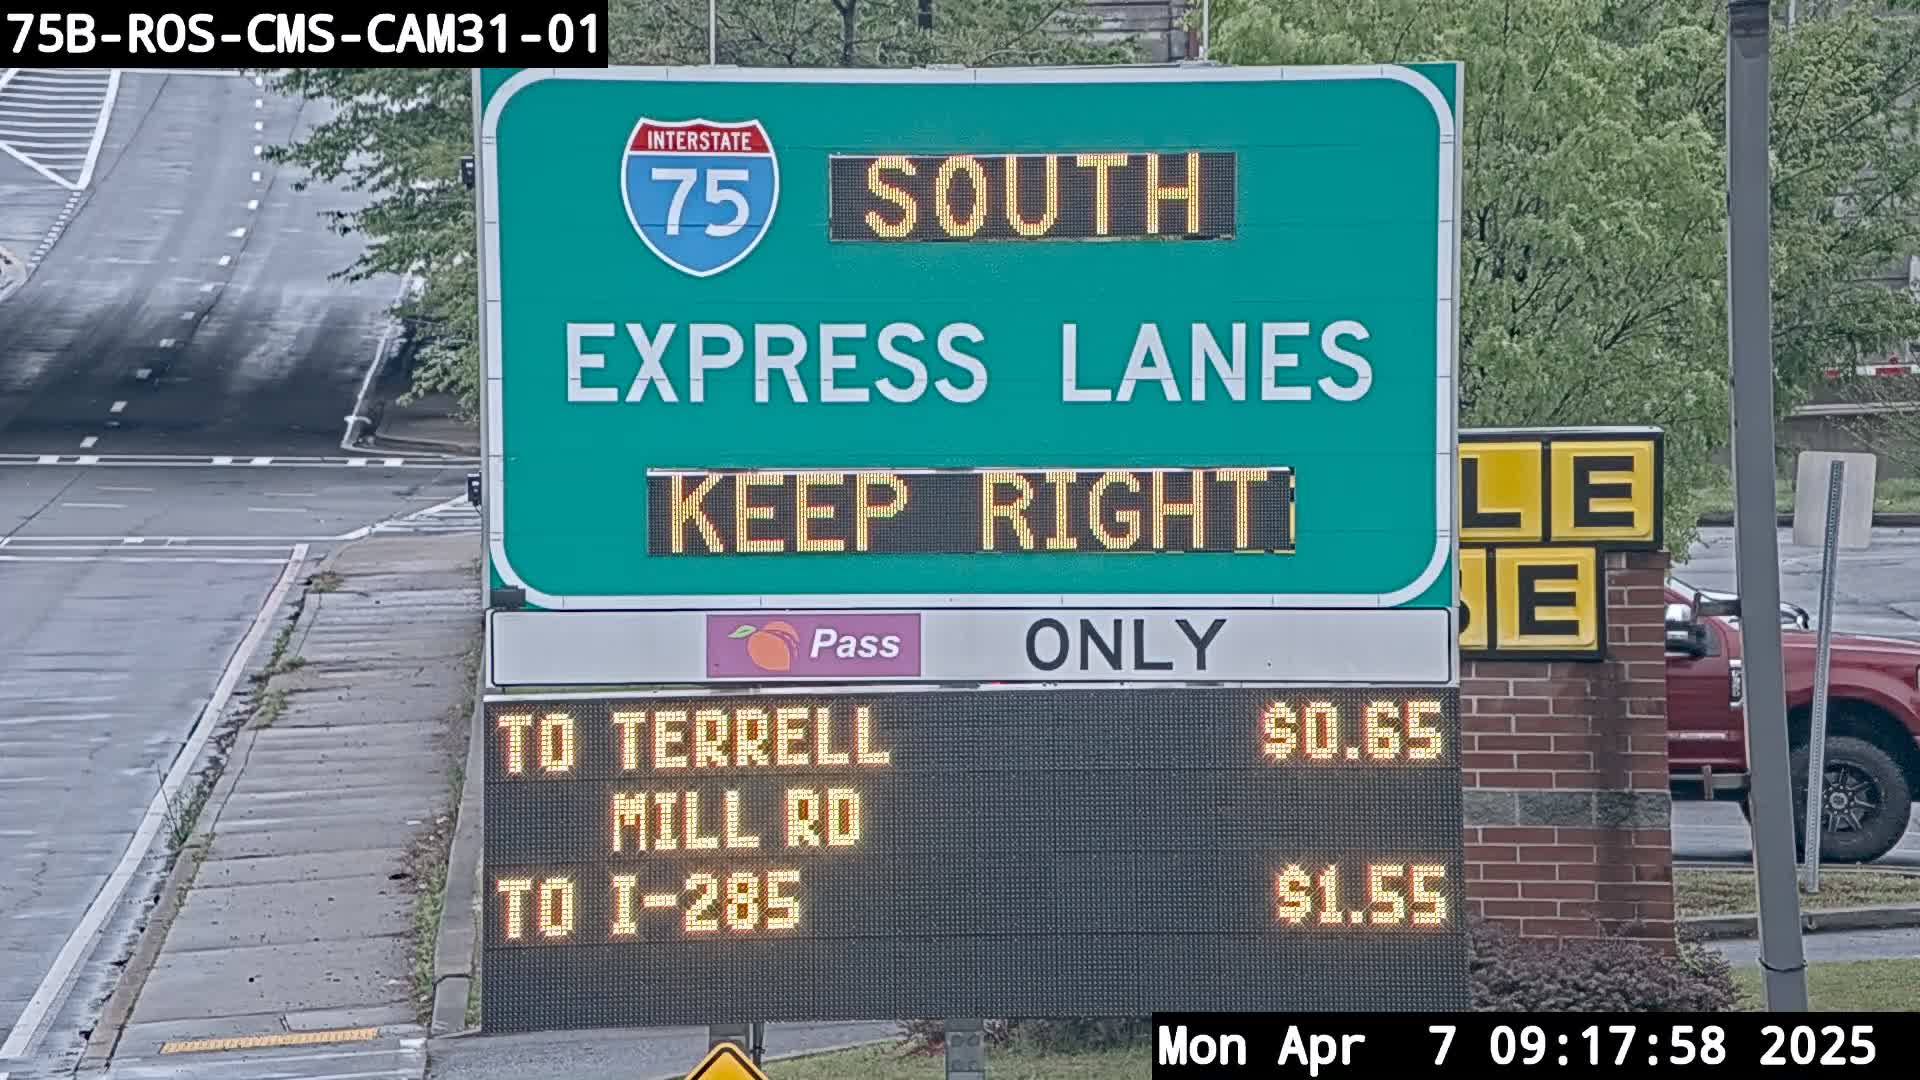 75B-ROS-CMS-CAM31-01
INTERSTATE
75
SOUTH
EXPRESS LANES
KEEP RIGHT
Pass ONLY
TO TERRELL $0.65
MILL RD
TO I-285 $1.55
LE
E
Mon Apr 7 09:17:58 2025